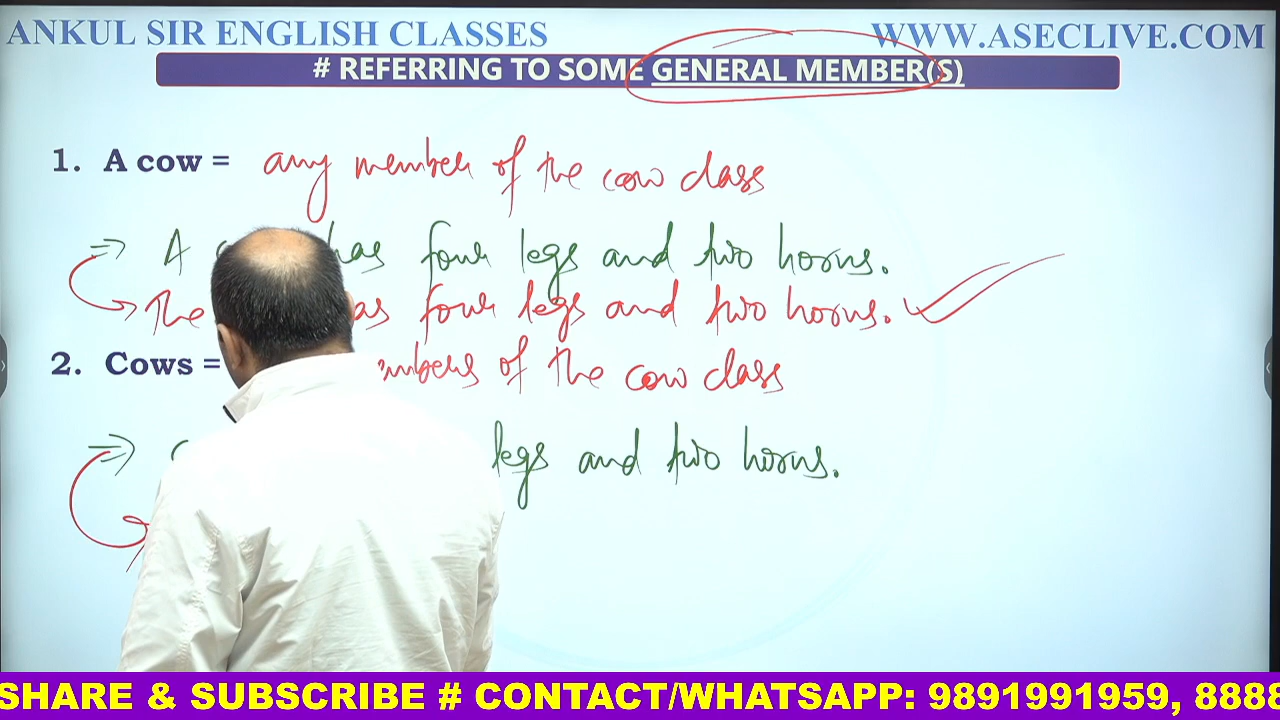 ANKUL SIR ENGLISH CLASSES
WWW.ASECLIVE.COM
# REFERRING TO SOME GENERAL MEMBER(S)
1. A cow = any member of the cow class
A has four legs and two horns.
The four legs and two horns.
2. Cows = of the cow class
legs and two horns.
SHARE & SUBSCRIBE # CONTACT/WHATSAPP: 9891991959, 8888